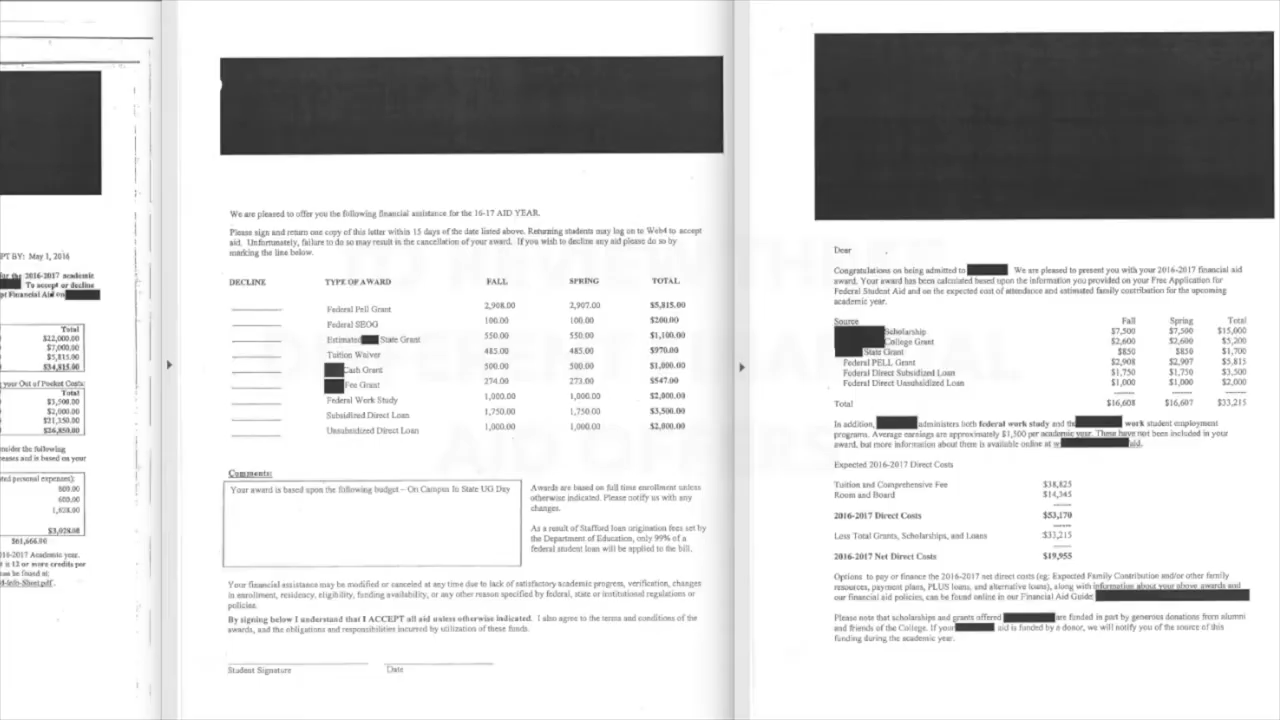 PT BY: May 1, 2016
for the 2016-2017 academic
To accept or decline
pt Financial Aid on
Total
$22,000.00
$7,000.00
$5,815.00
$34,815.00
your Out of Pocket Costs:
Total
$3,500.00
$2,000.00
$21,350.00
$26,850.00
nsider the following
reases and is based on your
ted personal expenses):
800.00
600.00
$3,028.00
$61,666.00
016-2017 Academic year.
t is 12 or more credits per
can be found at:
We are pleased to offer you the following financial assistance for the 16-17 AID YEAR.
Please sign and return one copy of this letter within 15 days of the date listed above. Returning students may log on to Web4 to accept
aid. Unfortunately, failure to do so may result in the cancellation of your award. If you wish to decline any aid please do so by
marking the line below.
DECLINE TYPE OF AWARD FALL SPRING TOTAL
Federal Pell Grant 2,908.00 2,907.00 $5,815.00
Federal SEOG 100.00 100.00 $200.00
Estimated State Grant 550.00 550.00 $1,100.00
Tuition Waiver 485.00 485.00 $970.00
Cash Grant 500.00 500.00 $1,000.00
Fee Grant 274.00 273.00 $547.00
Federal Work Study 1,000.00 1,000.00 $2,000.00
Subsidized Direct Loan 1,750.00 1,750.00 $3,500.00
Unsubsidized Direct Loan 1,000.00 1,000.00 $2,000.00
Comments:
Your award is based upon the following budget – On Campus In State UG Day
Awards are based on full time enrollment unless
otherwise indicated. Please notify us with any
changes.
As a result of Stafford loan origination fees set by
the Department of Education, only 99% of a
federal student loan will be applied to the bill.
Your financial assistance may be modified or canceled at any time due to lack of satisfactory academic progress, verification, changes
in enrollment, residency, eligibility, funding availability, or any other reason specified by federal, state or institutional regulations or
policies.
By signing below I understand that I ACCEPT all aid unless otherwise indicated. I also agree to the terms and conditions of the
awards, and the obligations and responsibilities incurred by utilization of these funds.
Student Signature Date
Dear
Congratulations on being admitted to We are pleased to present you with your 2016-2017 financial aid
award. Your award has been calculated based upon the information you provided on your Free Application for
Federal Student Aid and on the expected cost of attendance and estimated family contribution for the upcoming
academic year.
Source Fall Spring Total
Scholarship $7,500 $7,500 $15,000
College Grant $2,600 $2,600 $5,200
State Grant $850 $850 $1,700
Federal PELL Grant $2,908 $2,907 $5,815
Federal Direct Subsidized Loan $1,750 $1,750 $3,500
Federal Direct Unsubsidized Loan $1,000 $1,000 $2,000
Total $16,608 $16,607 $33,215
In addition, administers both federal work study and the work student employment
programs. Average earnings are approximately $1,500 per academic year. These have not been included in your
award, but more information about there is available online at
Expected 2016-2017 Direct Costs
Tuition and Comprehensive Fee $38,825
Room and Board $14,345
2016-2017 Direct Costs $53,170
Less Total Grants, Scholarships, and Loans $33,215
2016-2017 Net Direct Costs $19,955
Options to pay or finance the 2016-2017 net direct costs (eg: Expected Family Contribution and/or other family
resources, payment plans, PLUS loans, and alternative loans), along with information about your above awards and
our financial aid policies, can be found online in our Financial Aid Guide:
Please note that scholarships and grants offered are funded in part by generous donations from alumni
and friends of the College. If your aid is funded by a donor, we will notify you of the source of this
funding during the academic year.